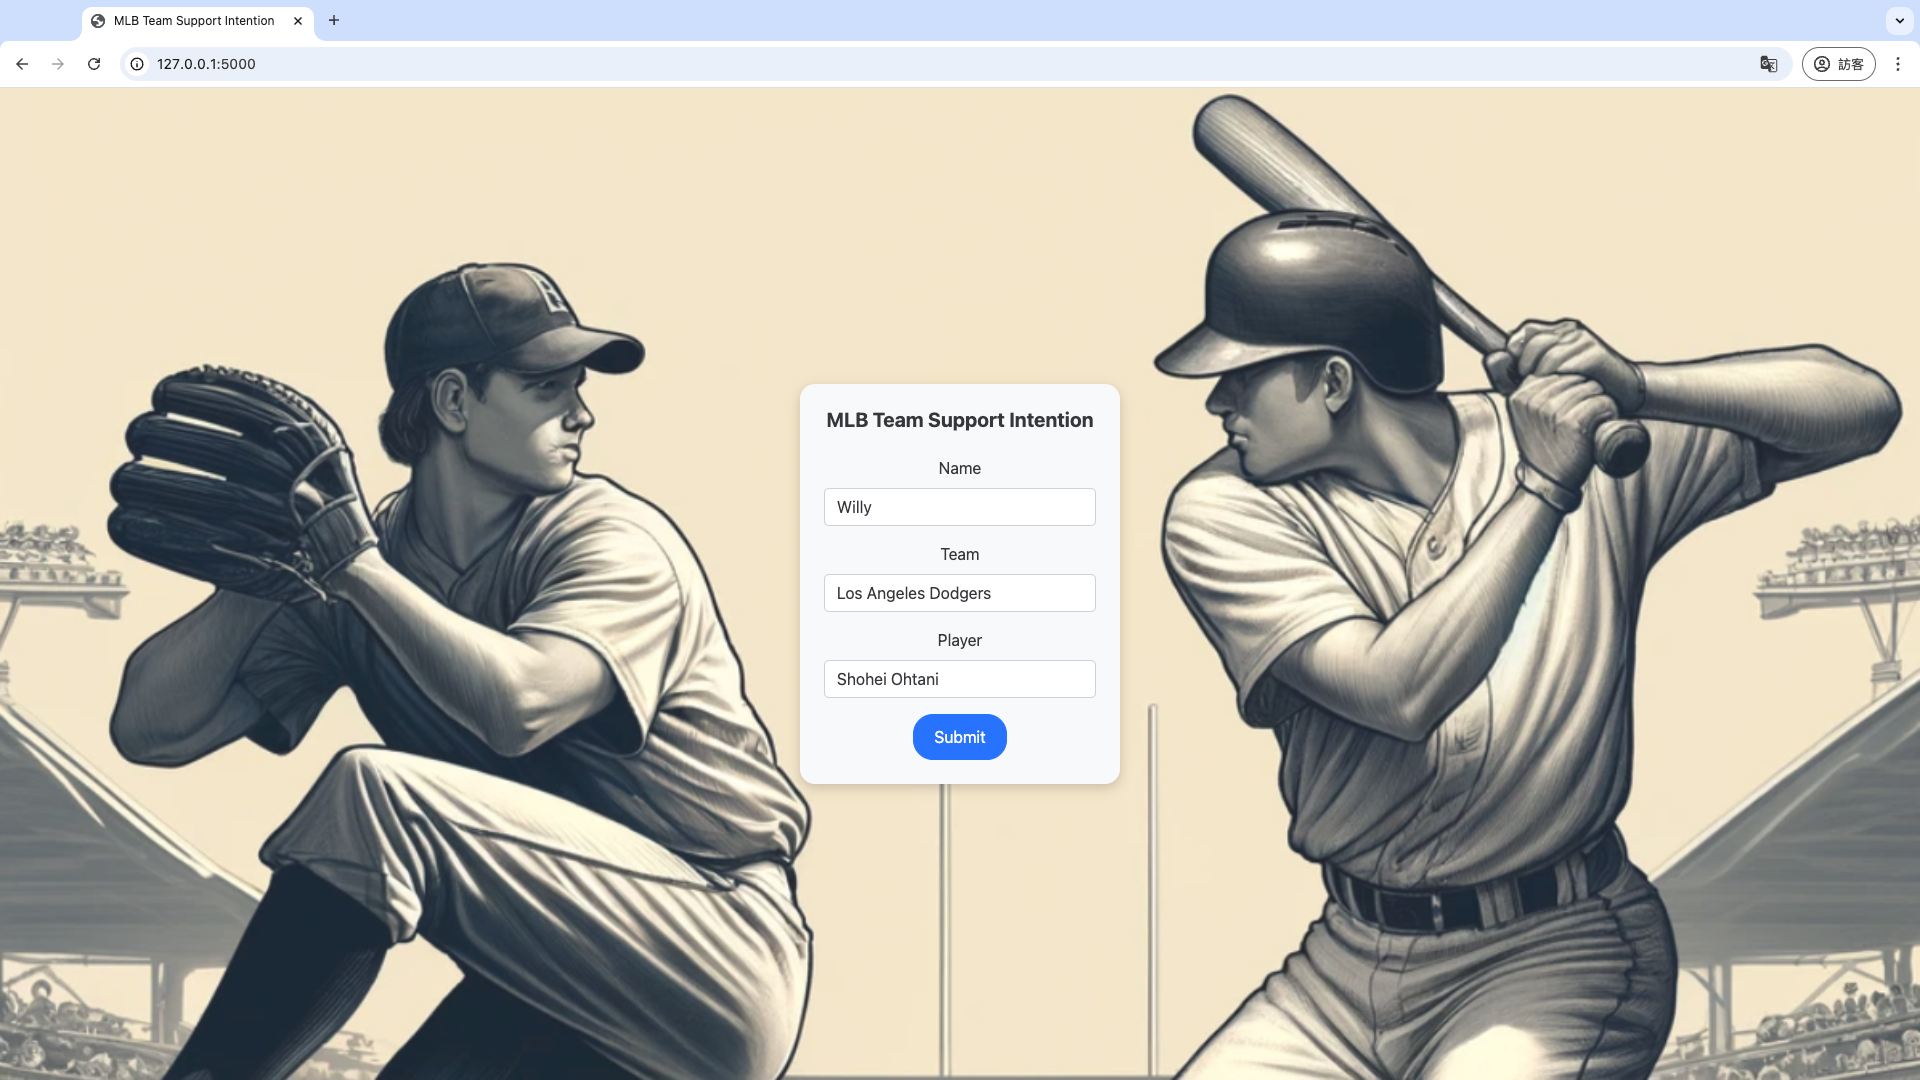 MLB Team Support Intention
127.0.0.1:5000
訪客
MLB Team Support Intention
Name
Willy
Team
Los Angeles Dodgers
Player
Shohei Ohtani
Submit